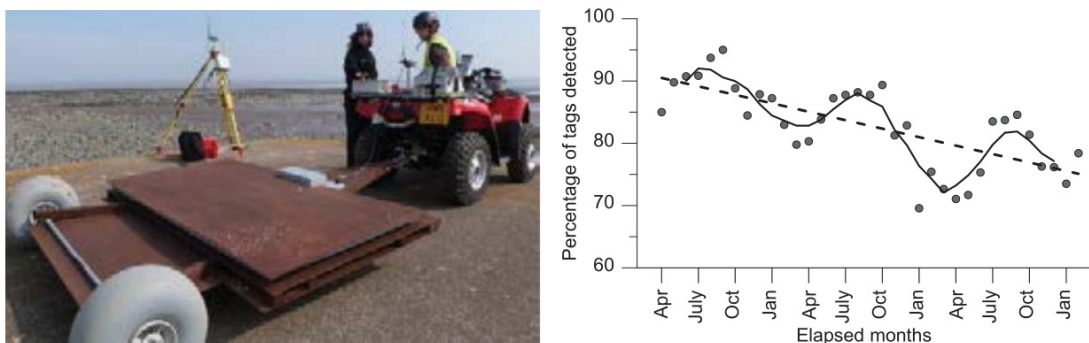 100
90
80
70
60
Percentage of tags detected
Apr
July
Oct
Jan
Apr
July
Oct
Jan
Apr
July
Oct
Jan
Elapsed months